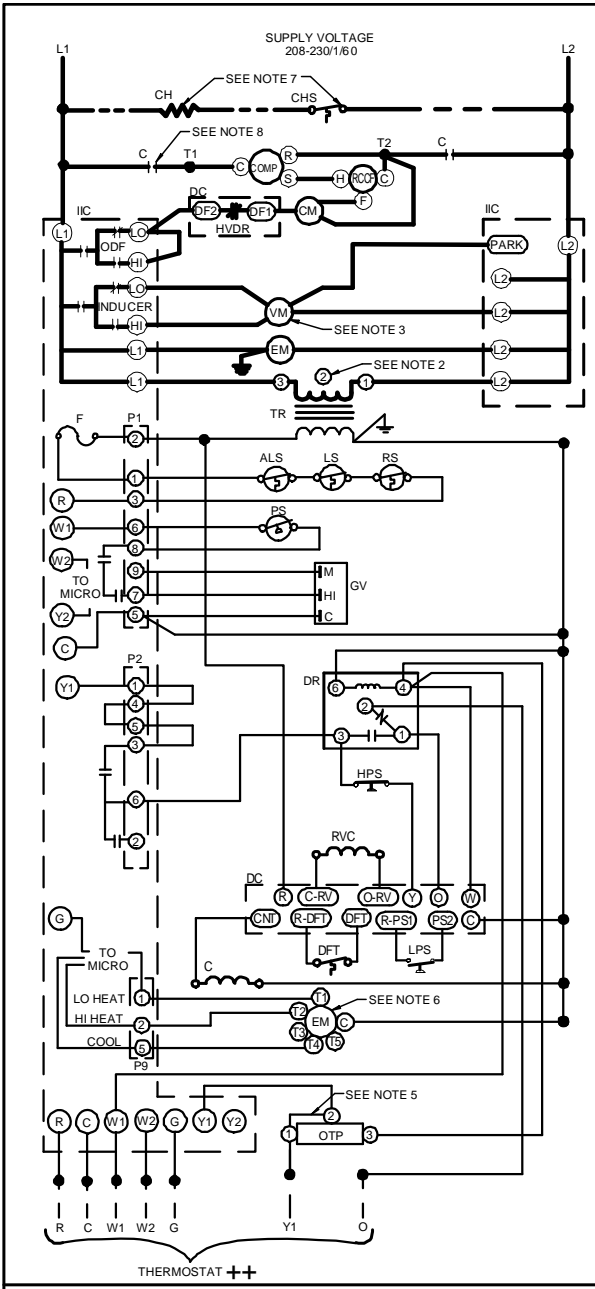 SUPPLY VOLTAGE
208-230/1/60
L1
L2
SEE NOTE 7
CH
CHS
SEE NOTE 8
C
T1
C
COMP
R
S
H
RCCF
C
F
T2
C
DC
DF2
DF1
HVDR
CM
IIC
L1
LO
ODF
HI
LO
INDUCER
HI
L1
L1
VM
SEE NOTE 3
EM
IIC
PARK
L2
L2
L2
L2
L2
3
2
1
SEE NOTE 2
TR
F
P1
2
1
3
6
8
9
7
5
R
W1
W2
TO
MICRO
Y2
C
ALS
LS
RS
PS
M
HI
C
GV
P2
Y1
1
4
5
3
6
2
DR
6
4
2
3
1
HPS
RVC
DC
R
C-RV
O-RV
Y
O
W
CNT
R-DFT
DFT
R-PS1
PS2
C
DFT
LPS
C
G
TO
MICRO
LO HEAT
1
HI HEAT
2
COOL
5
P9
T1
T2
T3
T4
T5
EM
C
SEE NOTE 6
SEE NOTE 5
R
C
W1
W2
G
Y1
Y2
1
2
OTP
3
R
C
W1
W2
G
Y1
O
THERMOSTAT ++